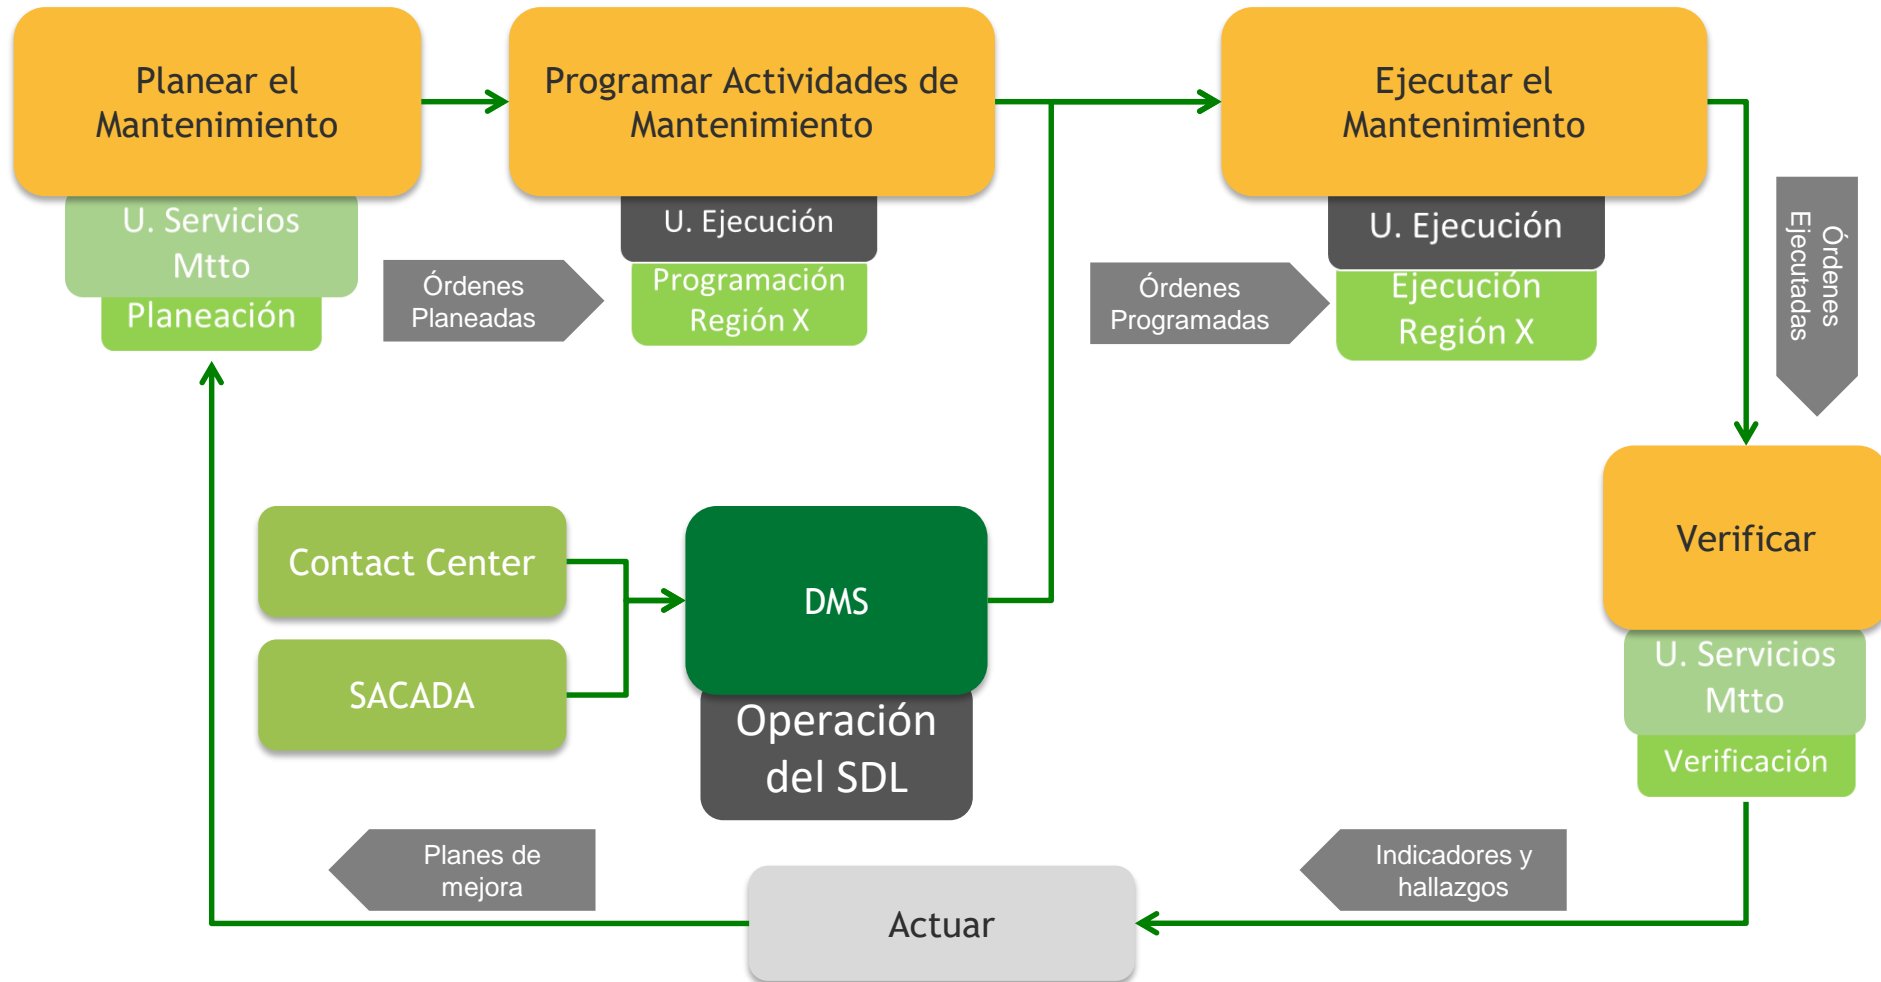 Planear el
Mantenimiento
U. Servicios
Mtto
Planeación
Órdenes
Planeadas
Programar Actividades de
Mantenimiento
U. Ejecución
Programación
Región X
Órdenes
Programadas
Ejecutar el
Mantenimiento
U. Ejecución
Ejecución
Región X
Órdenes
Ejecutadas
Contact Center
SACADA
DMS
Operación
del SDL
Verificar
U. Servicios
Mtto
Verificación
Indicadores y
hallazgos
Actuar
Planes de
mejora